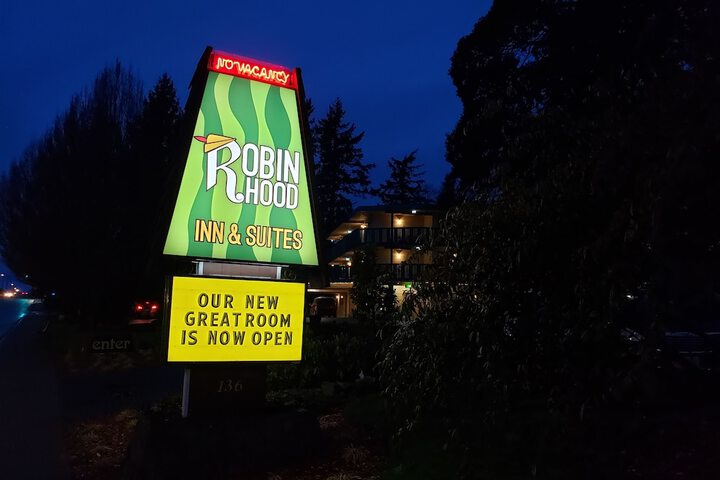 NO VACANCY
ROBIN
HOOD
INN & SUITES
OUR NEW
GREATROOM
IS NOW OPEN
enter
136